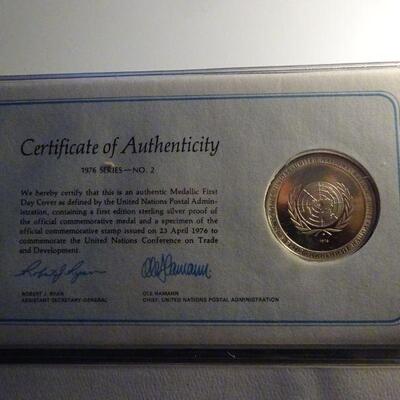 Certificate of Authenticity
1976 SERIES—NO. 2
We hereby certify that this is an authentic Medallic First
Day Cover as defined by the United Nations Postal Admin-
istration, containing a first edition sterling silver proof of
the official commemorative medal and a specimen of the
official commemorative stamp issued on 23 April 1976 to
commemorate the United Nations Conference on Trade
and Development.
ROBERT J. RYAN
ASSISTANT SECRETARY-GENERAL
OLE HAMANN
CHIEF, UNITED NATIONS POSTAL ADMINISTRATION
1976